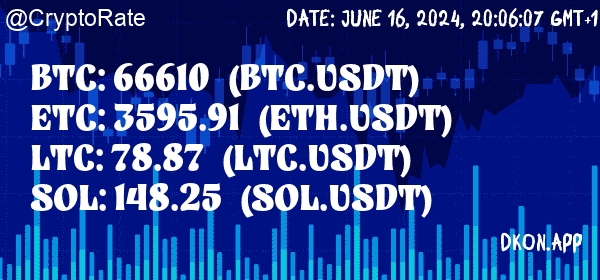 @CryptoRate
DATE: JUNE 16, 2024, 20:06:07 GMT+1
BTC: 66610 (BTC.USDT)
ETC: 3595.91 (ETH.USDT)
LTC: 78.87 (LTC.USDT)
SOL: 148.25 (SOL.USDT)
DKON.APP